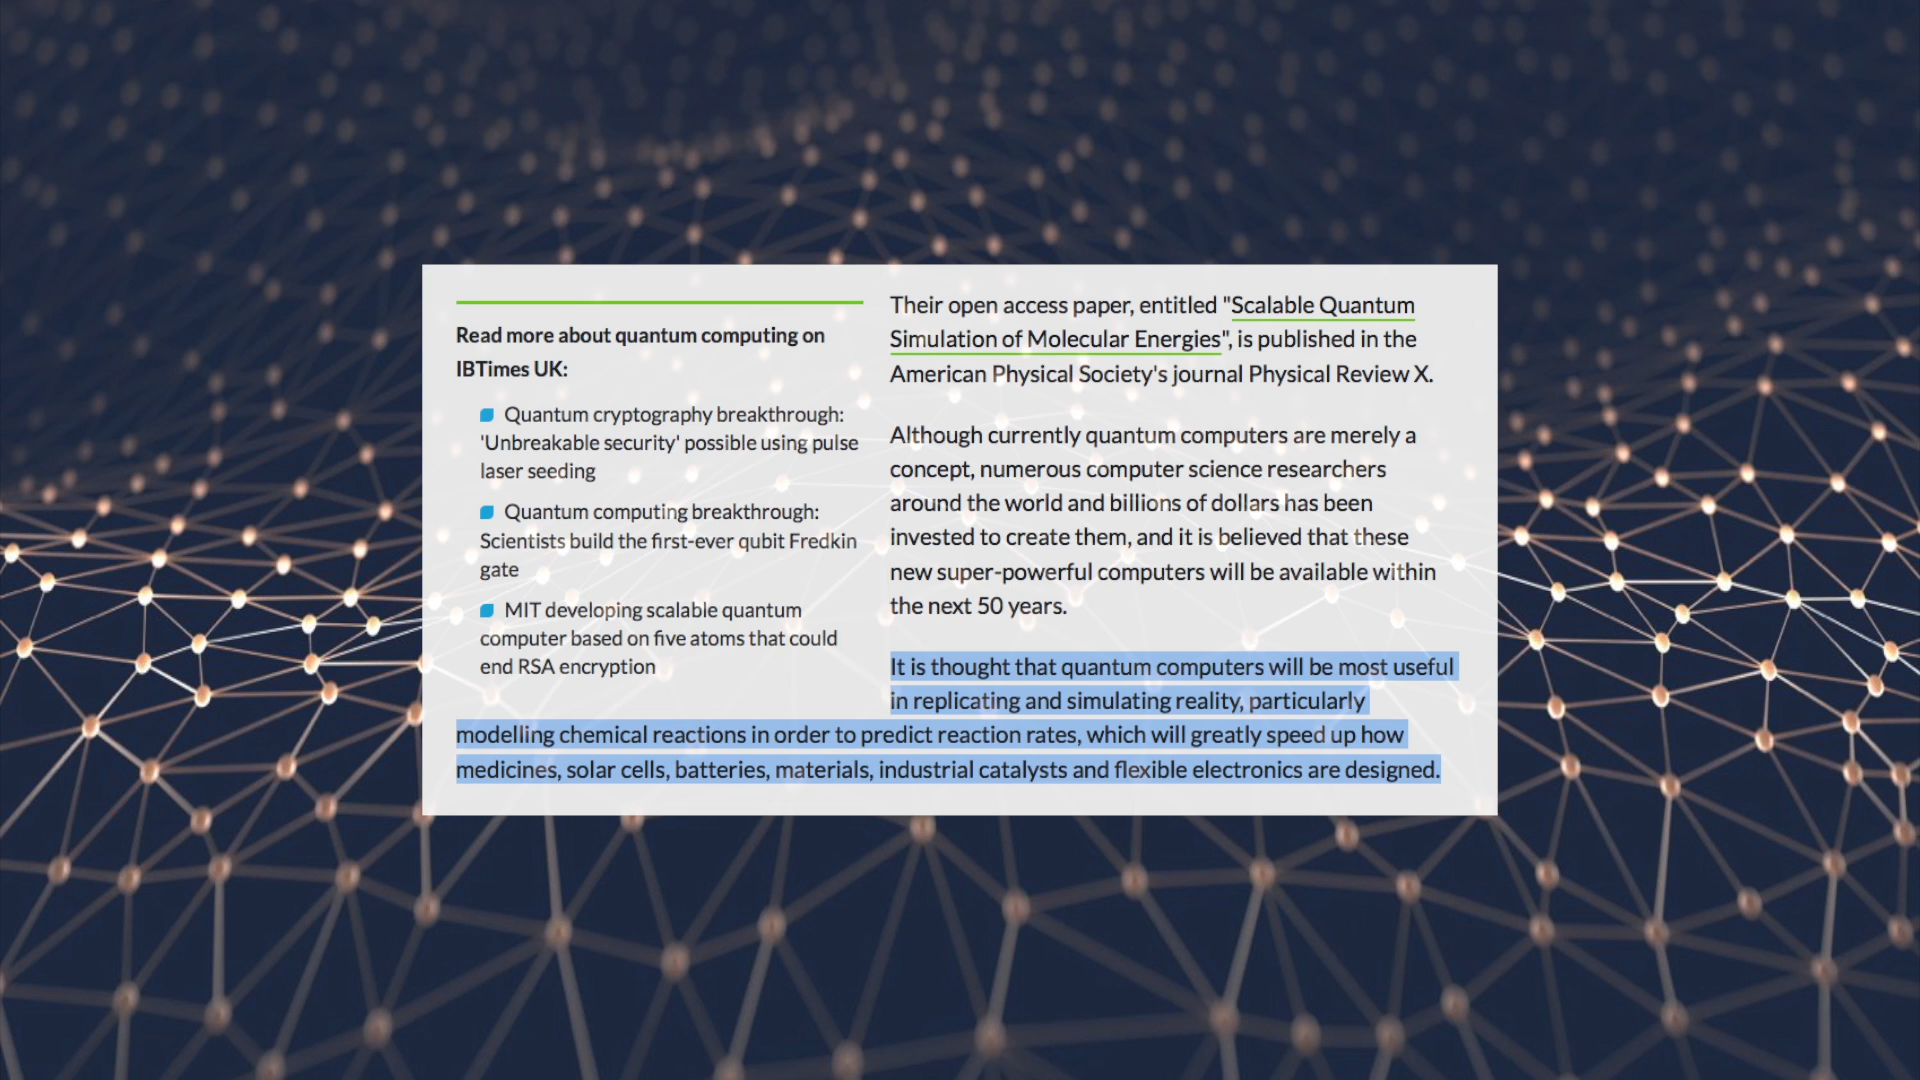 Read more about quantum computing on
IBTimes UK:
Quantum cryptography breakthrough:
'Unbreakable security' possible using pulse
laser seeding
Quantum computing breakthrough:
Scientists build the first-ever qubit Fredkin
gate
MIT developing scalable quantum
computer based on five atoms that could
end RSA encryption
Their open access paper, entitled "Scalable Quantum
Simulation of Molecular Energies", is published in the
American Physical Society's journal Physical Review X.
Although currently quantum computers are merely a
concept, numerous computer science researchers
around the world and billions of dollars has been
invested to create them, and it is believed that these
new super-powerful computers will be available within
the next 50 years.
It is thought that quantum computers will be most useful
in replicating and simulating reality, particularly
modelling chemical reactions in order to predict reaction rates, which will greatly speed up how
medicines, solar cells, batteries, materials, industrial catalysts and flexible electronics are designed.